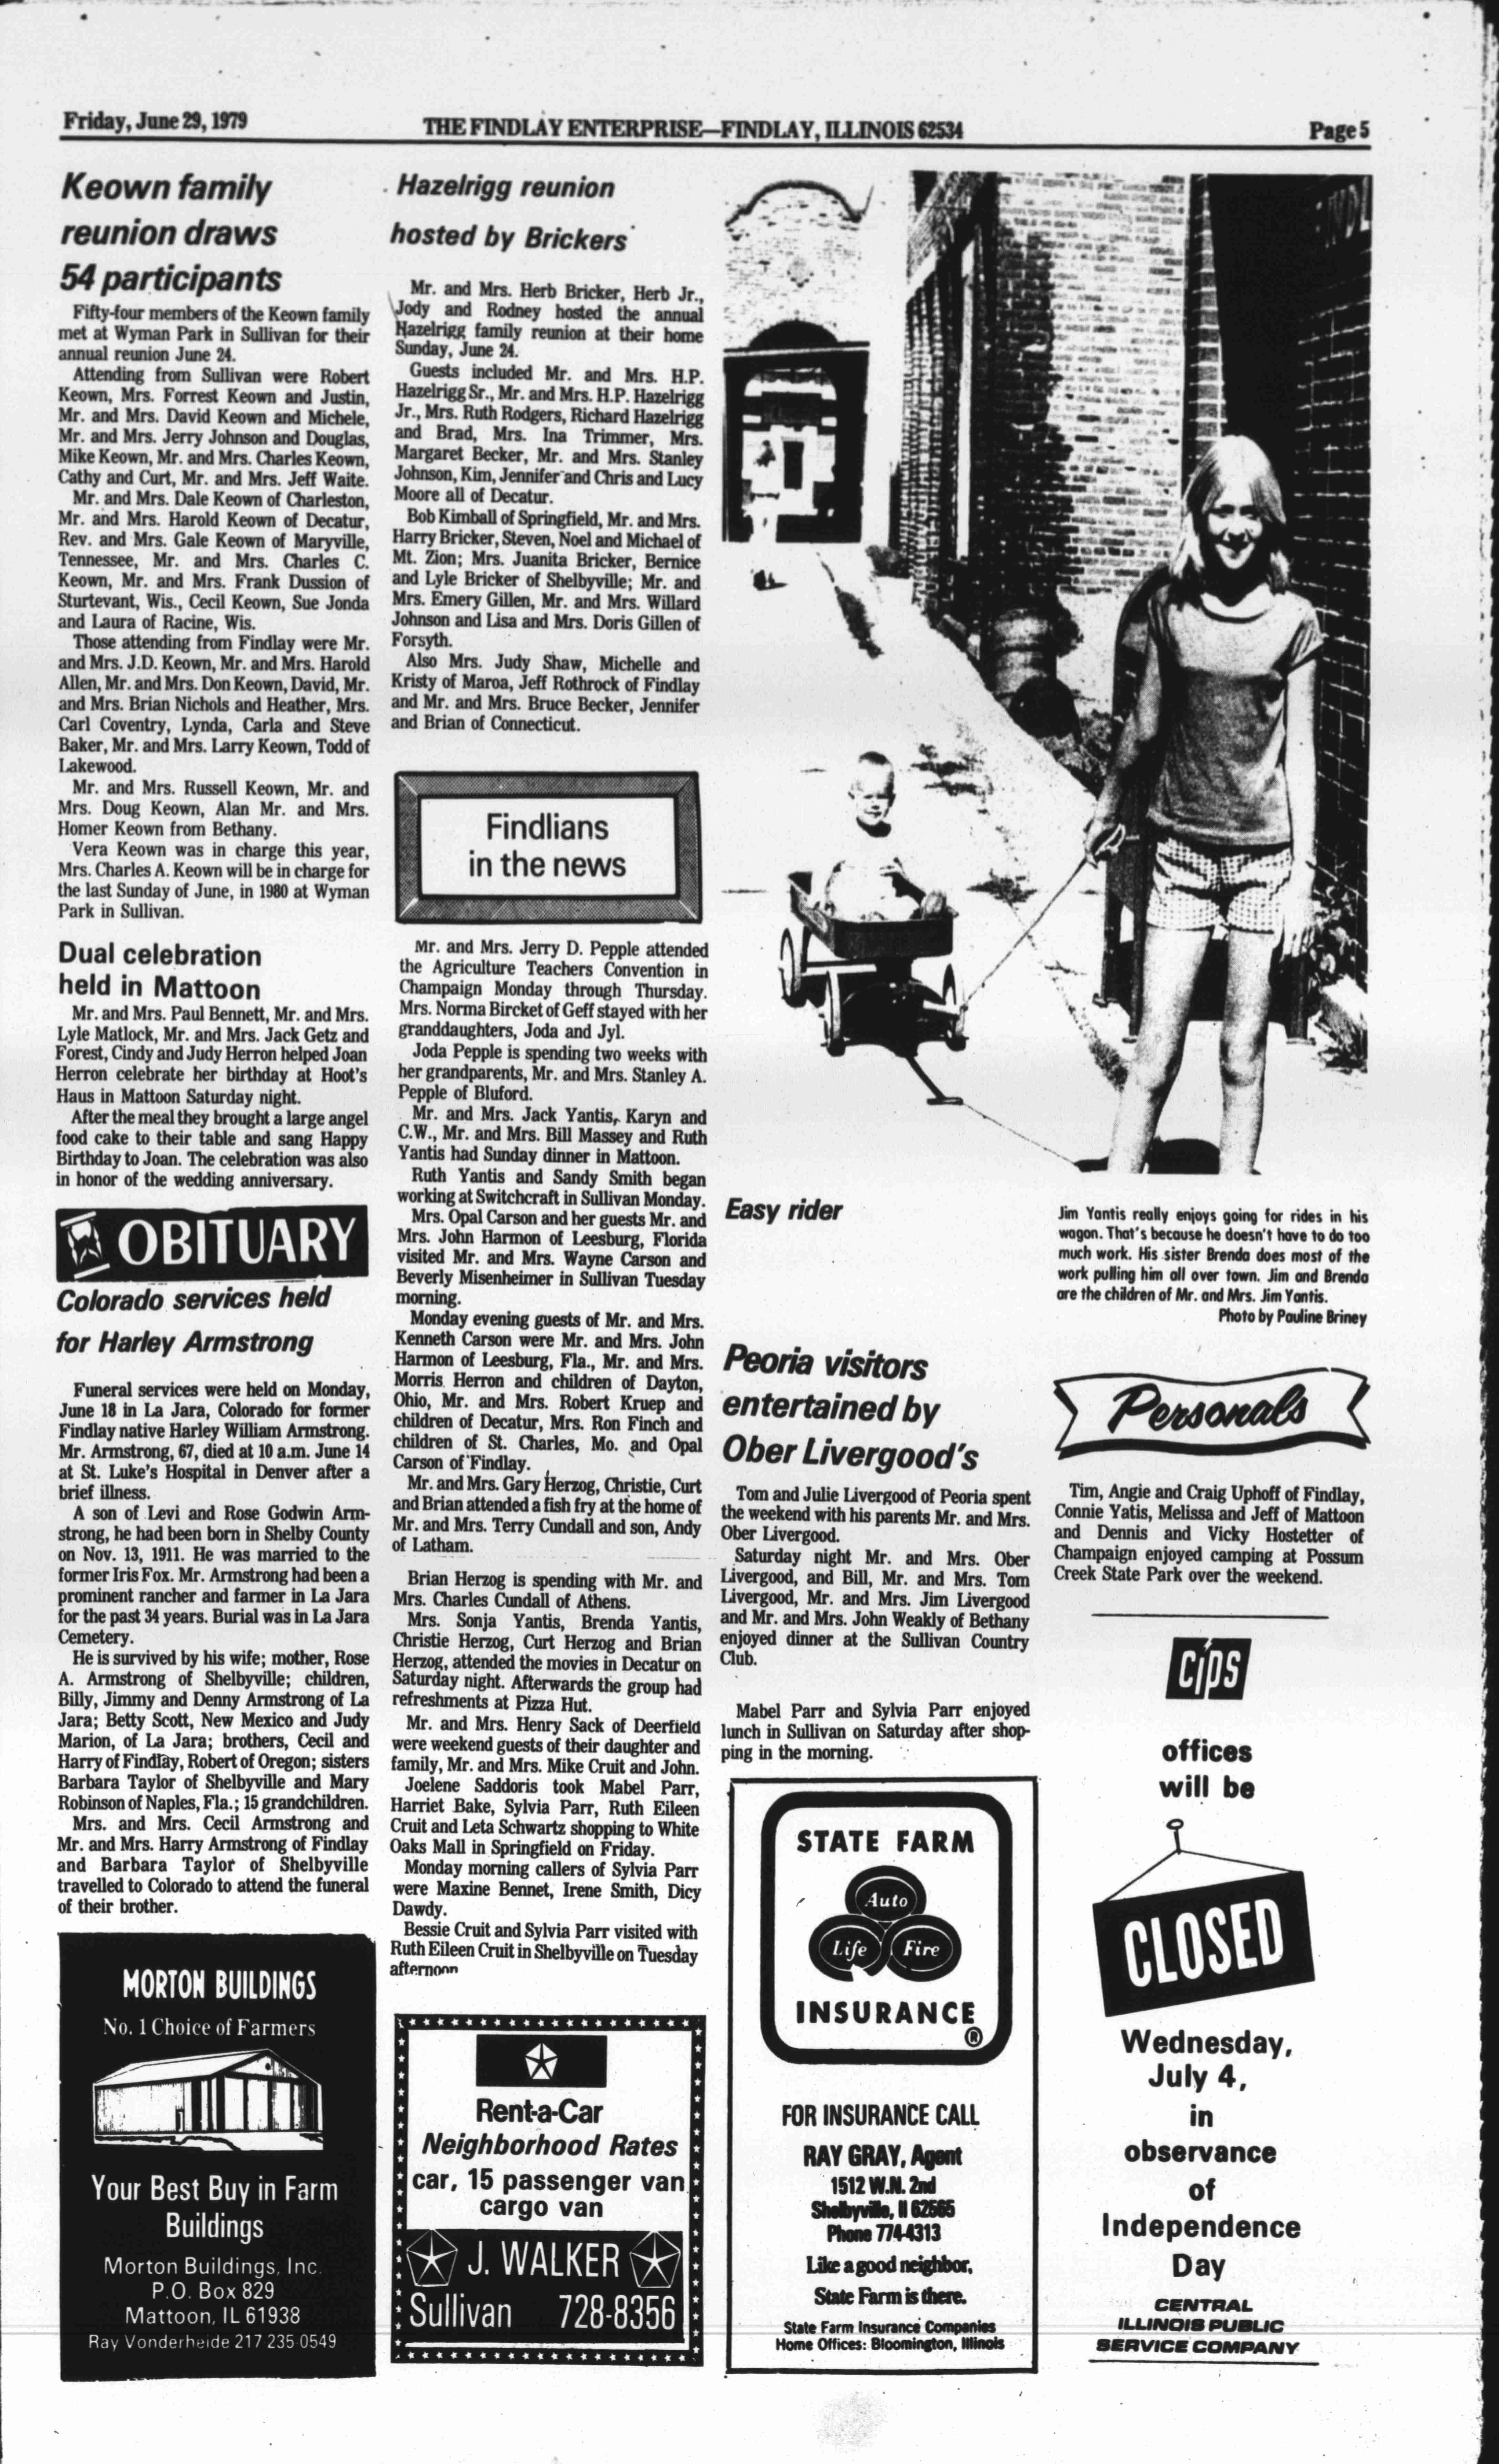 Friday, June 29, 1979
THE FINDLAY ENTERPRISE—FINDLAY, ILLINOIS 62534
Page 5
Keown family
reunion draws
54 participants
Fifty-four members of the Keown family
met at Wyman Park in Sullivan for their
annual reunion June 24.
Attending from Sullivan were Robert
Keown, Mrs. Forrest Keown and Justin,
Mr. and Mrs. David Keown and Michele,
Mr. and Mrs. Jerry Johnson and Douglas,
Mike Keown, Mr. and Mrs. Charles Keown,
Cathy and Curt, Mr. and Mrs. Jeff Waite.
Mr. and Mrs. Dale Keown of Charleston,
Mr. and Mrs. Harold Keown of Decatur,
Rev. and Mrs. Gale Keown of Maryville,
Tennessee, Mr. and Mrs. Charles C.
Keown, Mr. and Mrs. Frank Dussion of
Sturtevant, Wis., Cecil Keown, Sue Jonda
and Laura of Racine, Wis.
Those attending from Findlay were Mr.
and Mrs. J.D. Keown, Mr. and Mrs. Harold
Allen, Mr. and Mrs. Don Keown, David, Mr.
and Mrs. Brian Nichols and Heather, Mrs.
Carl Coventry, Lynda, Carla and Steve
Baker, Mr. and Mrs. Larry Keown, Todd of
Lakewood.
Mr. and Mrs. Russell Keown, Mr. and
Mrs. Doug Keown, Alan Mr. and Mrs.
Homer Keown from Bethany.
Vera Keown was in charge this year,
Mrs. Charles A. Keown will be in charge for
the last Sunday of June, in 1980 at Wyman
Park in Sullivan.
Dual celebration
held in Mattoon
Mr. and Mrs. Paul Bennett, Mr. and Mrs.
Lyle Matlock, Mr. and Mrs. Jack Getz and
Forest, Cindy and Judy Herron helped Joan
Herron celebrate her birthday at Hoot's
Haus in Mattoon Saturday night.
After the meal they brought a large angel
food cake to their table and sang Happy
Birthday to Joan. The celebration was also
in honor of the wedding anniversary.
OBITUARY
Colorado services held
for Harley Armstrong
Funeral services were held on Monday,
June 18 in La Jara, Colorado for former
Findlay native Harley William Armstrong.
Mr. Armstrong, 67, died at 10 a.m. June 14
at St. Luke's Hospital in Denver after a
brief illness.
A son of Levi and Rose Godwin Arm-
strong, he had been born in Shelby County
on Nov. 13, 1911. He was married to the
former Iris Fox. Mr. Armstrong had been a
prominent rancher and farmer in La Jara
for the past 34 years. Burial was in La Jara
Cemetery.
He is survived by his wife; mother, Rose
A. Armstrong of Shelbyville; children,
Billy, Jimmy and Denny Armstrong of La
Jara; Betty Scott, New Mexico and Judy
Marion, of La Jara; brothers, Cecil and
Harry of Findlay, Robert of Oregon; sisters
Barbara Taylor of Shelbyville and Mary
Robinson of Naples, Fla.; 15 grandchildren.
Mrs. and Mrs. Cecil Armstrong and
Mr. and Mrs. Harry Armstrong of Findlay
and Barbara Taylor of Shelbyville
travelled to Colorado to attend the funeral
of their brother.
MORTON BUILDINGS
No. 1 Choice of Farmers
Your Best Buy in Farm
Buildings
Morton Buildings, Inc.
P.O. Box 829
Mattoon, IL 61938
Ray Vonderheide 217 235-0549
Hazelrigg reunion
hosted by Brickers
Mr. and Mrs. Herb Bricker, Herb Jr.,
Jody and Rodney hosted the annual
Hazelrigg family reunion at their home
Sunday, June 24.
Guests included Mr. and Mrs. H.P.
Hazelrigg Sr., Mr. and Mrs. H.P. Hazelrigg
Jr., Mrs. Ruth Rodgers, Richard Hazelrigg
and Brad, Mrs. Ina Trimmer, Mrs.
Margaret Becker, Mr. and Mrs. Stanley
Johnson, Kim, Jennifer and Chris and Lucy
Moore all of Decatur.
Bob Kimball of Springfield, Mr. and Mrs.
Harry Bricker, Steven, Noel and Michael of
Mt. Zion; Mrs. Juanita Bricker, Bernice
and Lyle Bricker of Shelbyville; Mr. and
Mrs. Emery Gillen, Mr. and Mrs. Willard
Johnson and Lisa and Mrs. Doris Gillen of
Forsyth.
Also Mrs. Judy Shaw, Michelle and
Kristy of Maroa, Jeff Rothrock of Findlay
and Mr. and Mrs. Bruce Becker, Jennifer
and Brian of Connecticut.
Findlians
in the news
Mr. and Mrs. Jerry D. Pepple attended
the Agriculture Teachers Convention in
Champaign Monday through Thursday.
Mrs. Norma Bircket of Geff stayed with her
granddaughters, Joda and Jyl.
Joda Pepple is spending two weeks with
her grandparents, Mr. and Mrs. Stanley A.
Pepple of Bluford.
Mr. and Mrs. Jack Yantis, Karyn and
C.W., Mr. and Mrs. Bill Massey and Ruth
Yantis had Sunday dinner in Mattoon.
Ruth Yantis and Sandy Smith began
working at Switchcraft in Sullivan Monday.
Mrs. Opal Carson and her guests Mr. and
Mrs. John Harmon of Leesburg, Florida
visited Mr. and Mrs. Wayne Carson and
Beverly Misenheimer in Sullivan Tuesday
morning.
Monday evening guests of Mr. and Mrs.
Kenneth Carson were Mr. and Mrs. John
Harmon of Leesburg, Fla., Mr. and Mrs.
Morris Herron and children of Dayton,
Ohio, Mr. and Mrs. Robert Kruep and
children of Decatur, Mrs. Ron Finch and
children of St. Charles, Mo. and Opal
Carson of Findlay.
Mr. and Mrs. Gary Herzog, Christie, Curt
and Brian attended a fish fry at the home of
Mr. and Mrs. Terry Cundall and son, Andy
of Latham.
Brian Herzog is spending with Mr. and
Mrs. Charles Cundall of Athens.
Mrs. Sonja Yantis, Brenda Yantis,
Christie Herzog, Curt Herzog and Brian
Herzog, attended the movies in Decatur on
Saturday night. Afterwards the group had
refreshments at Pizza Hut.
Mr. and Mrs. Henry Sack of Deerfield
were weekend guests of their daughter and
family, Mr. and Mrs. Mike Cruit and John.
Joelene Saddoris took Mabel Parr,
Harriet Bake, Sylvia Parr, Ruth Eileen
Cruit and Leta Schwartz shopping to White
Oaks Mall in Springfield on Friday.
Monday morning callers of Sylvia Parr
were Maxine Bennet, Irene Smith, Dicy
Dawdy.
Bessie Cruit and Sylvia Parr visited with
Ruth Eileen Cruit in Shelbyville on Tuesday
afternoon
Rent-a-Car
Neighborhood Rates
car, 15 passenger van
cargo van
J. WALKER
Sullivan 728-8356
Easy rider
Jim Yantis really enjoys going for rides in his
wagon. That's because he doesn't have to do too
much work. His sister Brenda does most of the
work pulling him all over town. Jim and Brenda
are the children of Mr. and Mrs. Jim Yantis.
Photo by Pauline Briney
Peoria visitors
entertained by
Ober Livergood's
Tom and Julie Livergood of Peoria spent
the weekend with his parents Mr. and Mrs.
Ober Livergood.
Saturday night Mr. and Mrs. Ober
Livergood, and Bill, Mr. and Mrs. Tom
Livergood, Mr. and Mrs. Jim Livergood
and Mr. and Mrs. John Weakly of Bethany
enjoyed dinner at the Sullivan Country
Club.
Mabel Parr and Sylvia Parr enjoyed
lunch in Sullivan on Saturday after shop-
ping in the morning.
STATE FARM
Auto
Life Fire
INSURANCE
®
FOR INSURANCE CALL
RAY GRAY, Agent
1512 W.N. 2nd
Shelbyville, Il 62565
Phone 774-4313
Like a good neighbor,
State Farm is there.
State Farm Insurance Companies
Home Offices: Bloomington, Illinois
Personals
Tim, Angie and Craig Uphoff of Findlay,
Connie Yatis, Melissa and Jeff of Mattoon
and Dennis and Vicky Hostetter of
Champaign enjoyed camping at Possum
Creek State Park over the weekend.
CIPS
offices
will be
CLOSED
Wednesday,
July 4,
in
observance
of
Independence
Day
CENTRAL
ILLINOIS PUBLIC
SERVICE COMPANY